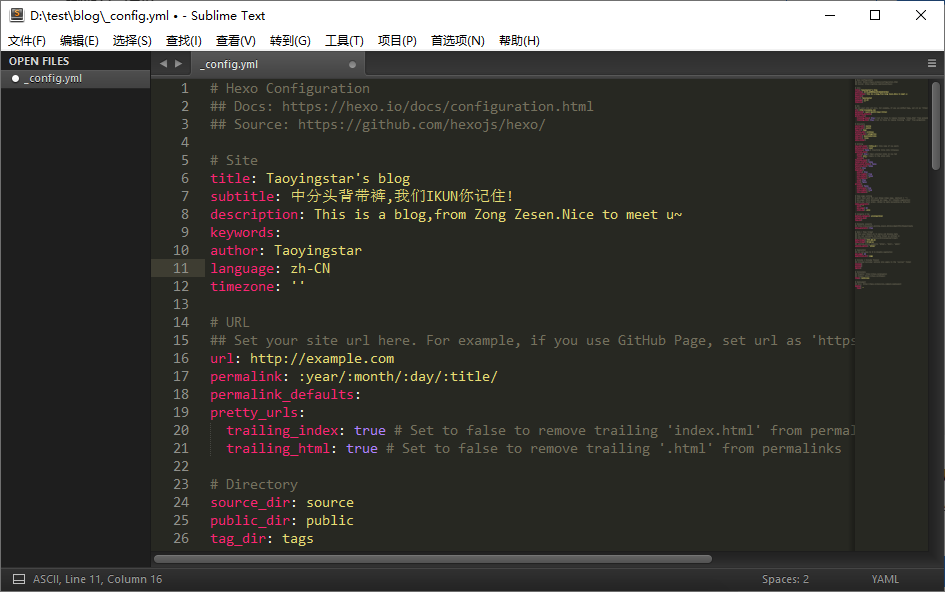 D:\test\blog\_config.yml • - Sublime Text
文件(F) 编辑(E) 选择(S) 查找(I) 查看(V) 转到(G) 工具(T) 项目(P) 首选项(N) 帮助(H)
OPEN FILES
_config.yml
_config.yml
1 # Hexo Configuration
2 ## Docs: https://hexo.io/docs/configuration.html
3 ## Source: https://github.com/hexojs/hexo/
4
5 # Site
6 title: Taoyingstar's blog
7 subtitle: 中分头背带裤,我们IKUN你记住!
8 description: This is a blog,from Zong Zesen.Nice to meet u~
9 keywords:
10 author: Taoyingstar
11 language: zh-CN
12 timezone: ''
13
14 # URL
15 ## Set your site url here. For example, if you use GitHub Page, set url as 'https
16 url: http://example.com
17 permalink: :year/:month/:day/:title/
18 permalink_defaults:
19 pretty_urls:
20 trailing_index: true # Set to false to remove trailing 'index.html' from permal
21 trailing_html: true # Set to false to remove trailing '.html' from permalinks
22
23 # Directory
24 source_dir: source
25 public_dir: public
26 tag_dir: tags
ASCII, Line 11, Column 16
Spaces: 2
YAML